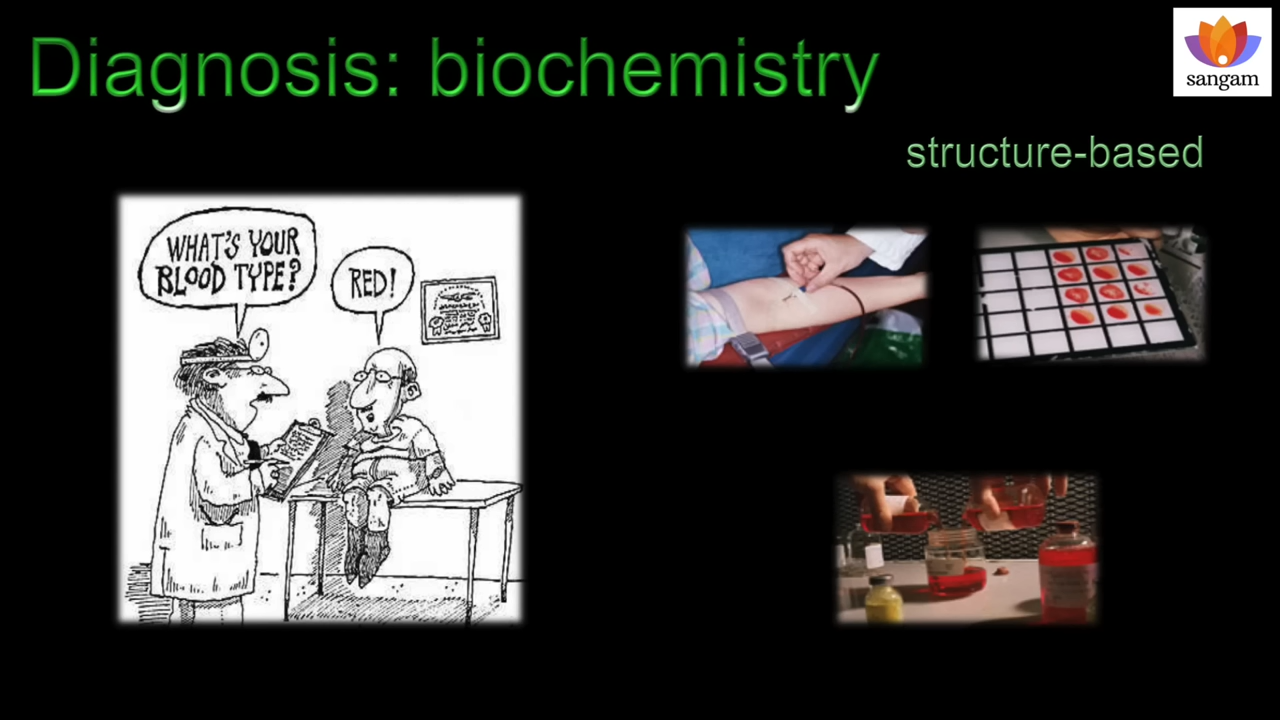 Diagnosis: biochemistry
sangam
structure-based
WHAT'S YOUR
BLOOD TYPE?
RED!